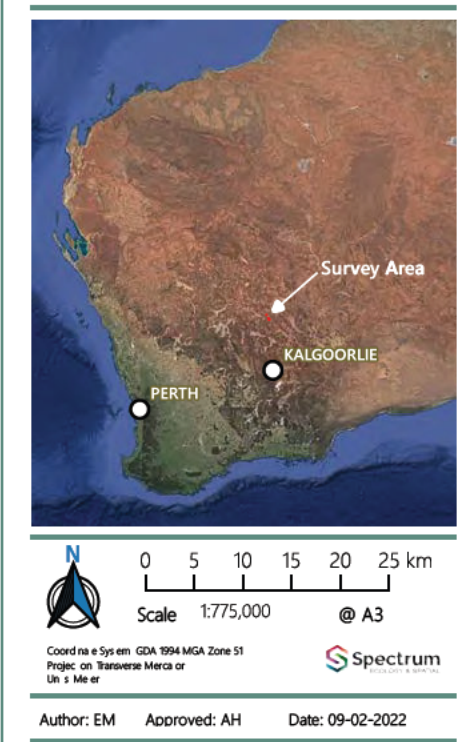 Survey Area
KALGOORLIE
PERTH
N
0 5 10 15 20 25 km
Scale 1:775,000 @ A3
Coord na e Sys em GDA 1994 MGA Zone 51
Projec on Transverse Merca or
Un s Me er
Spectrum
ECOLOGY & SPATIAL
Author: EM Approved: AH Date: 09-02-2022